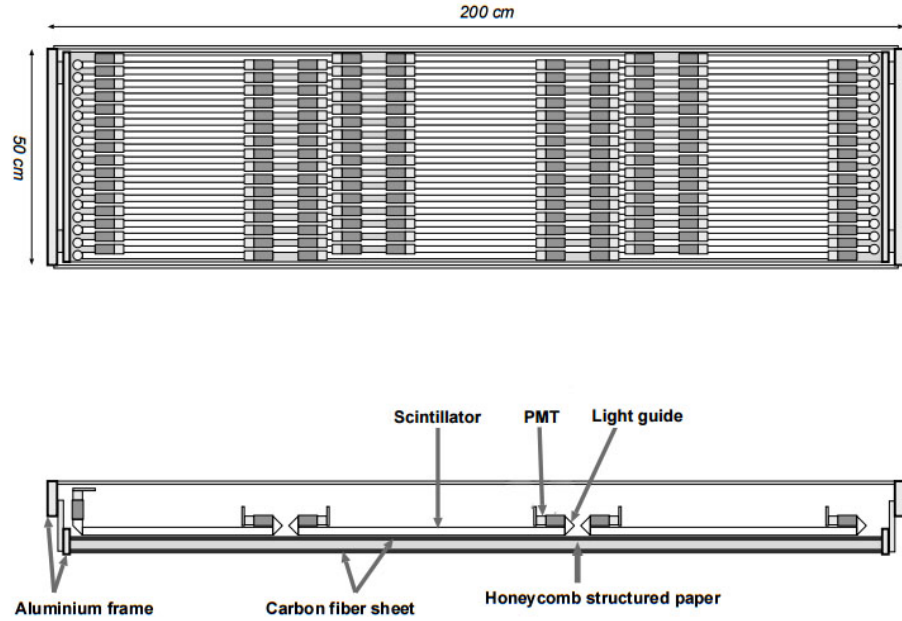 200 cm
50 cm
Scintillator
PMT
Light guide
Aluminium frame
Carbon fiber sheet
Honeycomb structured paper